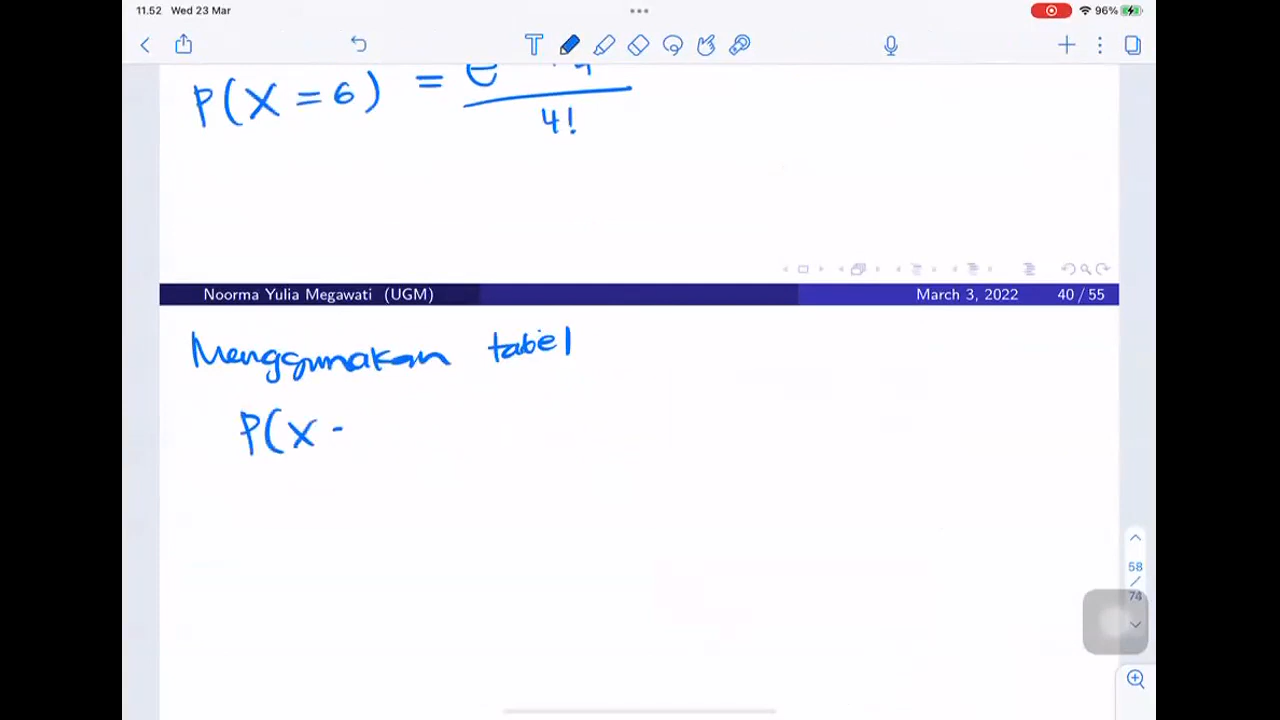 11.52 Wed 23 Mar
96%
P(X = 6) = e
4!
Noorma Yulia Megawati (UGM) March 3, 2022 40 / 55
Menggunakan tabel
P(X -
58
/
74